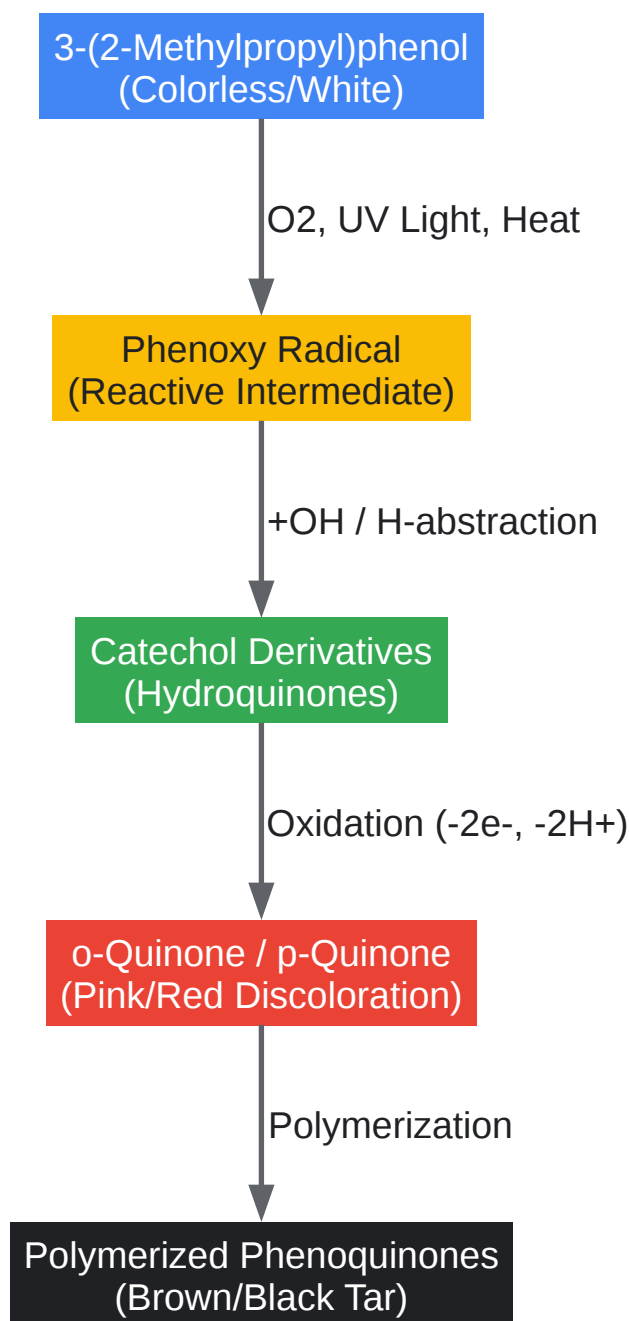 3-(2-Methylpropyl)phenol
(Colorless/White)
O2, UV Light, Heat
Phenoxy Radical
(Reactive Intermediate)
+OH / H-abstraction
Catechol Derivatives
(Hydroquinones)
Oxidation (-2e-, -2H+)
o-Quinone / p-Quinone
(Pink/Red Discoloration)
Polymerization
Polymerized Phenoquinones
(Brown/Black Tar)